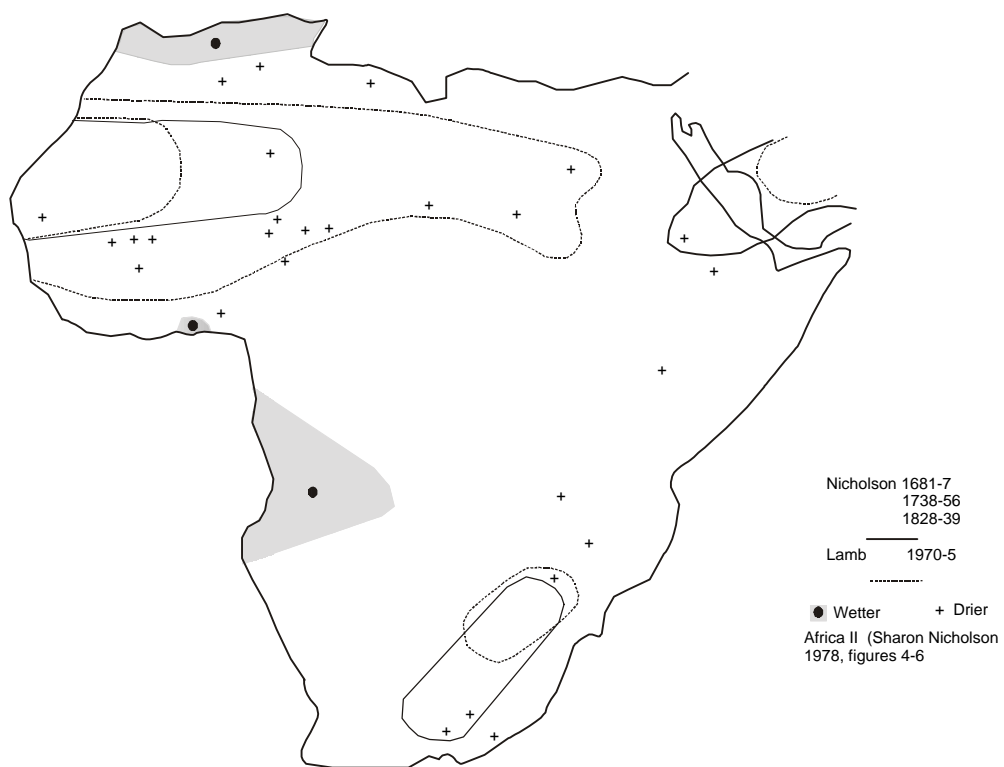 Nicholson 1681-7
1738-56
1828-39
Lamb 1970-5
Wetter + Drier
Africa II (Sharon Nicholson
1978, figures 4-6